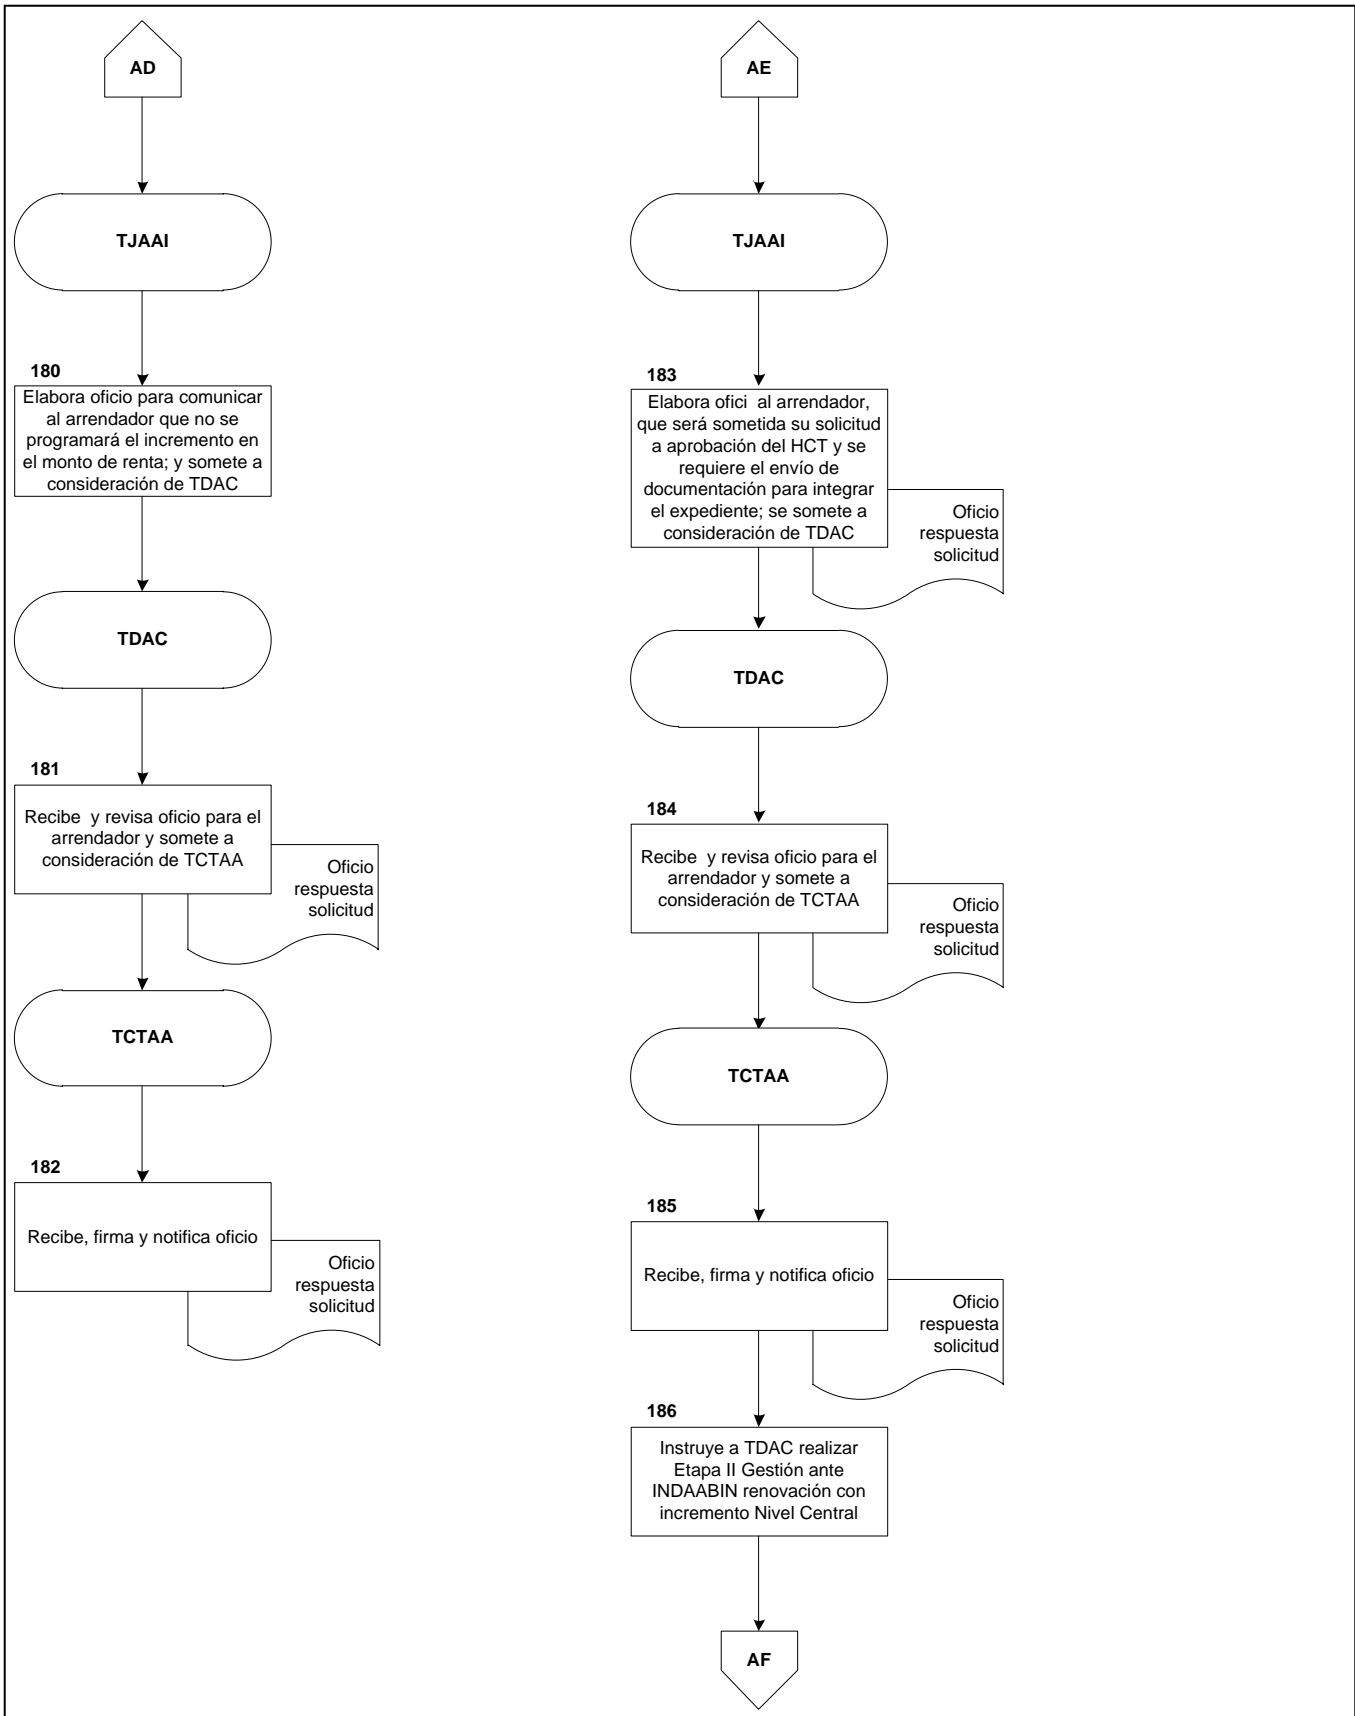 AD
TJAAI
180
Elabora oficio para comunicar
al arrendador que no se
programará el incremento en
el monto de renta; y somete a
consideración de TDAC
TDAC
181
Recibe y revisa oficio para el
arrendador y somete a
consideración de TCTAA
Oficio
respuesta
solicitud
TCTAA
182
Recibe, firma y notifica oficio
Oficio
respuesta
solicitud
AE
TJAAI
183
Elabora ofici al arrendador,
que será sometida su solicitud
a aprobación del HCT y se
requiere el envío de
documentación para integrar
el expediente; se somete a
consideración de TDAC
Oficio
respuesta
solicitud
TDAC
184
Recibe y revisa oficio para el
arrendador y somete a
consideración de TCTAA
Oficio
respuesta
solicitud
TCTAA
185
Recibe, firma y notifica oficio
Oficio
respuesta
solicitud
186
Instruye a TDAC realizar
Etapa II Gestión ante
INDAABIN renovación con
incremento Nivel Central
AF